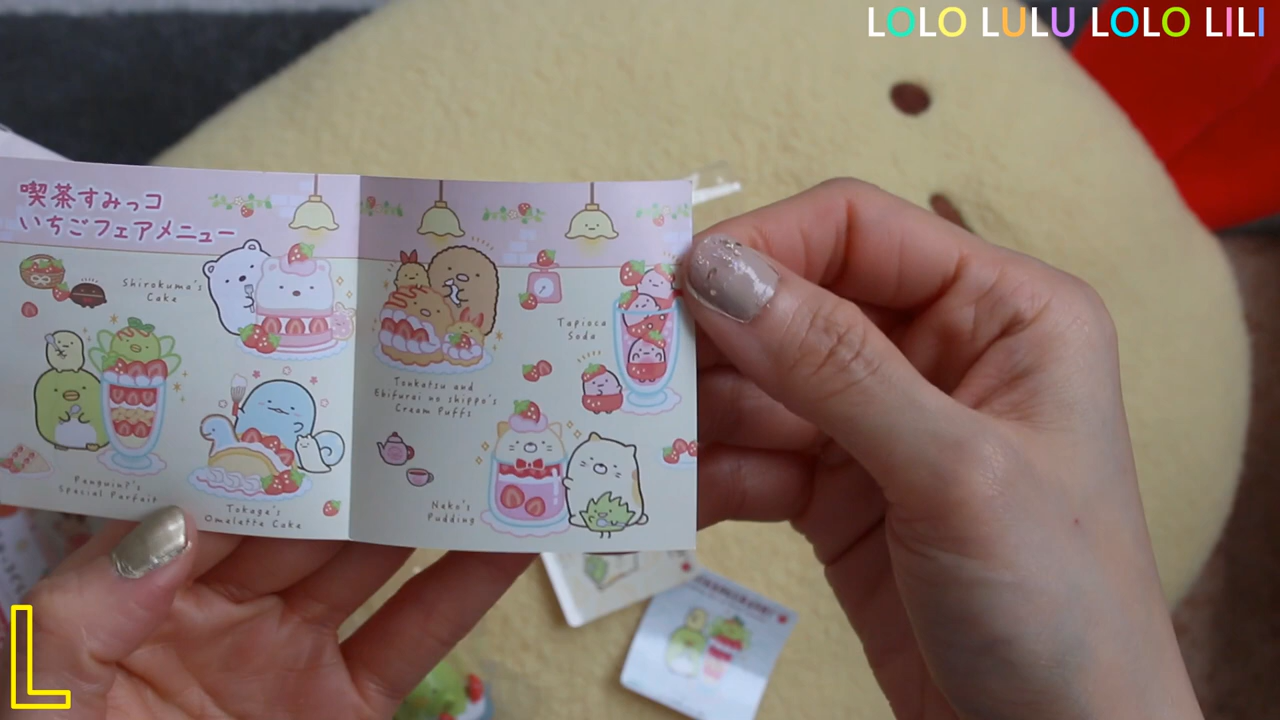 LOLO LULU LOLO LILI
喫茶すみっコ
いちごフェアメニュー
Shirokuma's
Cake
Penguin?'s
Special Parfait
Tokage's
Omelette Cake
Tonkatsu and
Ebifurai no shippo's
Cream Puffs
Tapioca
Soda
Neko's
Pudding
L